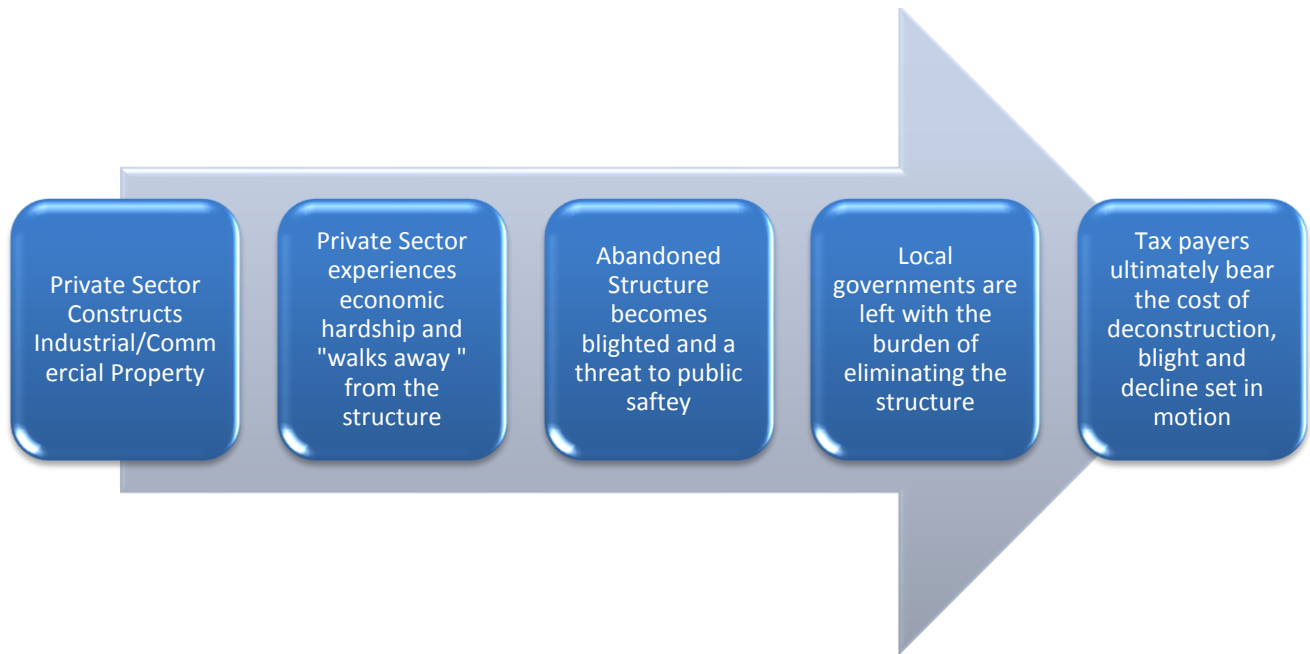 Private Sector
Constructs
Industrial/Comm
ercial Property
Private Sector
experiences
economic
hardship and
"walks away "
from the
structure
Abandoned
Structure
becomes
blighted and a
threat to public
saftey
Local
governments are
left with the
burden of
eliminating the
structure
Tax payers
ultimately bear
the cost of
deconstruction,
blight and
decline set in
motion